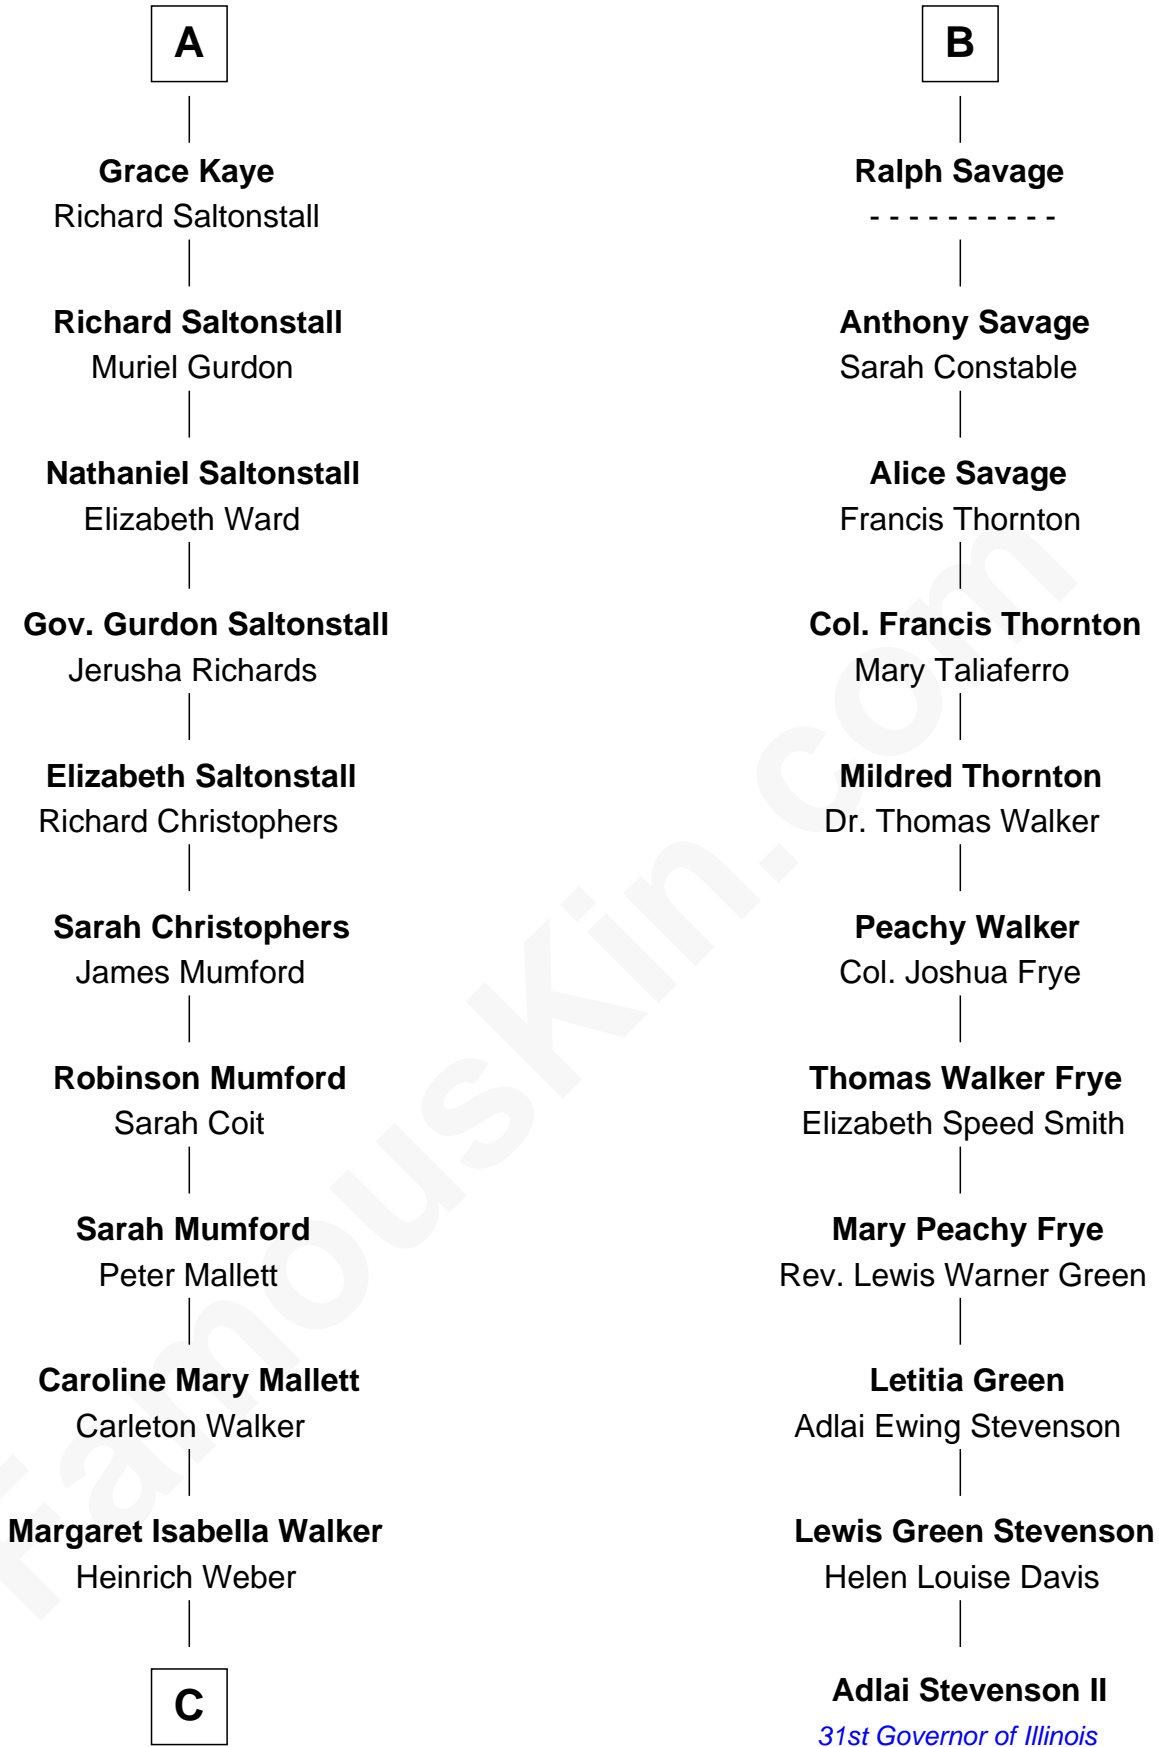 A
Grace Kaye
Richard Saltonstall
Richard Saltonstall
Muriel Gurdon
Nathaniel Saltonstall
Elizabeth Ward
Gov. Gurdon Saltonstall
Jerusha Richards
Elizabeth Saltonstall
Richard Christophers
Sarah Christophers
James Mumford
Robinson Mumford
Sarah Coit
Sarah Mumford
Peter Mallett
Caroline Mary Mallett
Carleton Walker
Margaret Isabella Walker
Heinrich Weber
C
B
Ralph Savage
- - - - - - - - - -
Anthony Savage
Sarah Constable
Alice Savage
Francis Thornton
Col. Francis Thornton
Mary Taliaferro
Mildred Thornton
Dr. Thomas Walker
Peachy Walker
Col. Joshua Frye
Thomas Walker Frye
Elizabeth Speed Smith
Mary Peachy Frye
Rev. Lewis Warner Green
Letitia Green
Adlai Ewing Stevenson
Lewis Green Stevenson
Helen Louise Davis
Adlai Stevenson II
31st Governor of Illinois
FamousKin.com